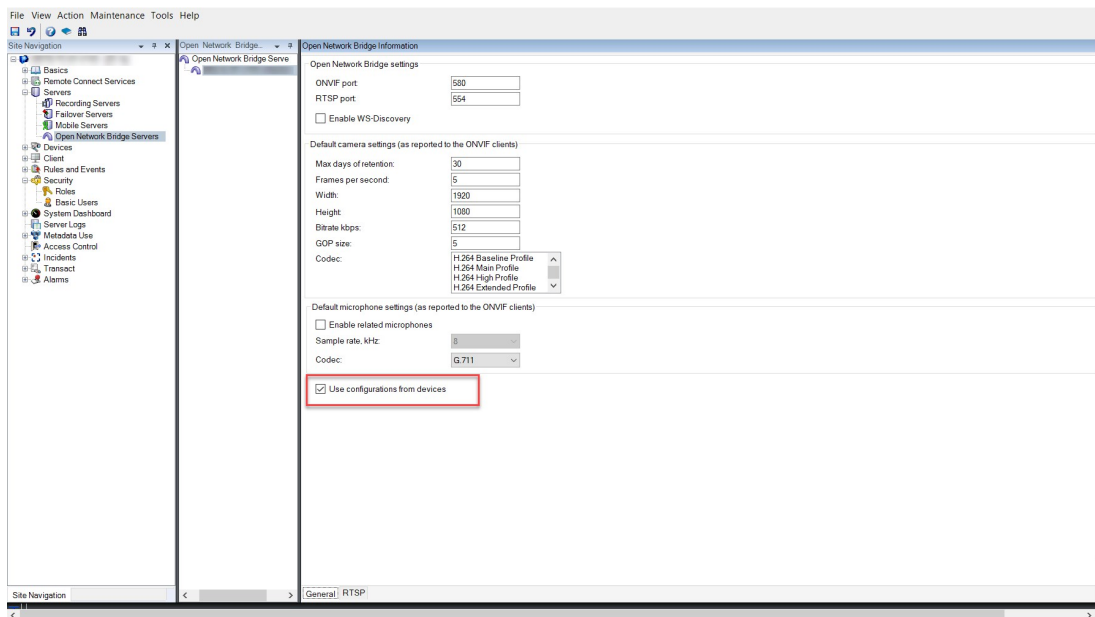 File View Action Maintenance Tools Help
Site Navigation
Basics
Remote Connect Services
Servers
Recording Servers
Failover Servers
Mobile Servers
Open Network Bridge Servers
Devices
Client
Rules and Events
Security
Roles
Basic Users
System Dashboard
Server Logs
Metadata Use
Access Control
Incidents
Transact
Alarms
Site Navigation
Open Network Bridge...
Open Network Bridge Serve
Open Network Bridge Information
Open Network Bridge settings
ONVIF port: 580
RTSP port: 554
Enable WS-Discovery
Default camera settings (as reported to the ONVIF clients)
Max days of retention: 30
Frames per second: 5
Width: 1920
Height: 1080
Bitrate kbps: 512
GOP size: 5
Codec: H.264 Baseline Profile
H.264 Main Profile
H.264 High Profile
H.264 Extended Profile
Default microphone settings (as reported to the ONVIF clients)
Enable related microphones
Sample rate, kHz: 8
Codec: G.711
Use configurations from devices
General RTSP